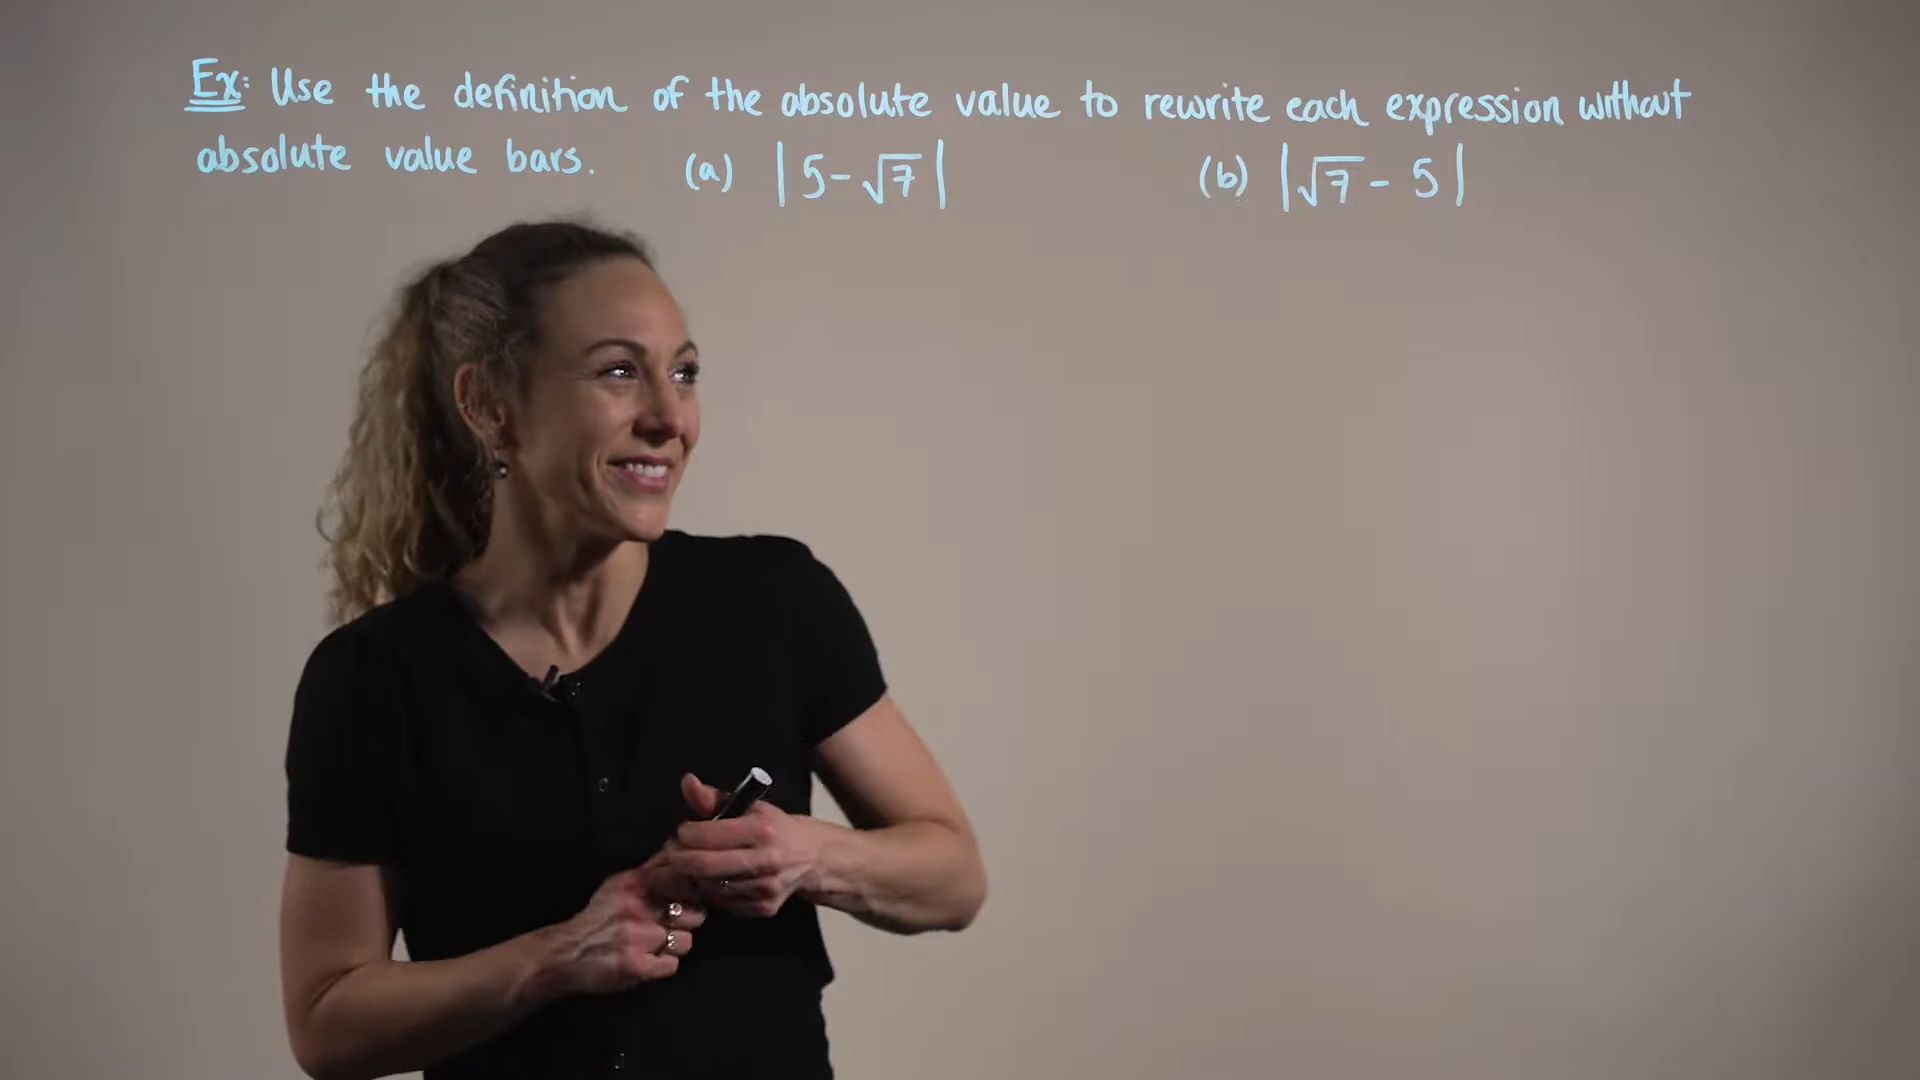 Ex: Use the definition of the absolute value to rewrite each expression without
absolute value bars. (a) |5-√7| (b) |√7 - 5|